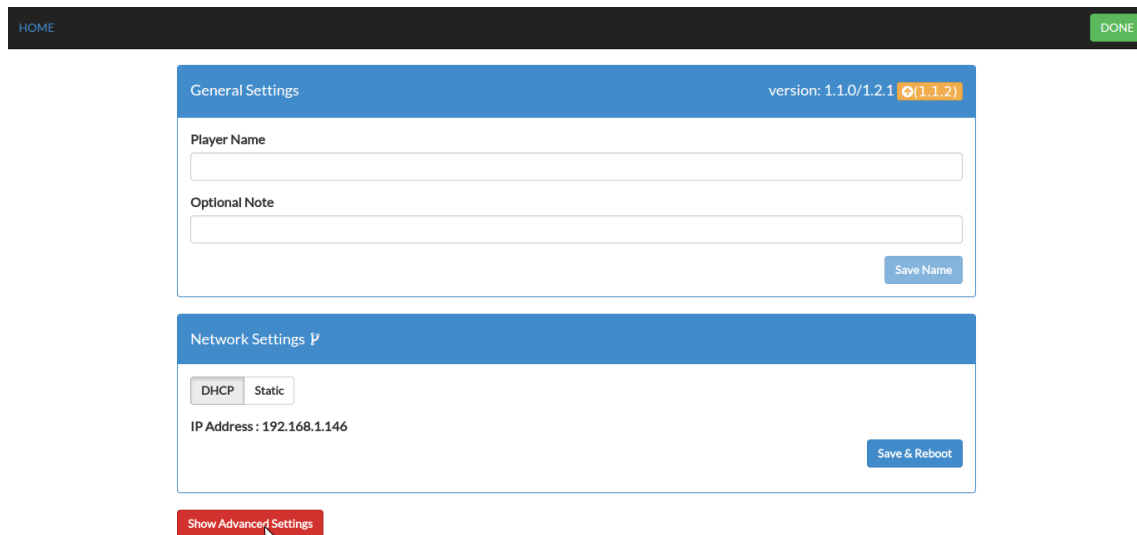 HOME
DONE
General Settings
version: 1.1.0/1.2.1 (1.1.2)
Player Name
Optional Note
Save Name
Network Settings
DHCP Static
IP Address : 192.168.1.146
Save & Reboot
Show Advanced Settings